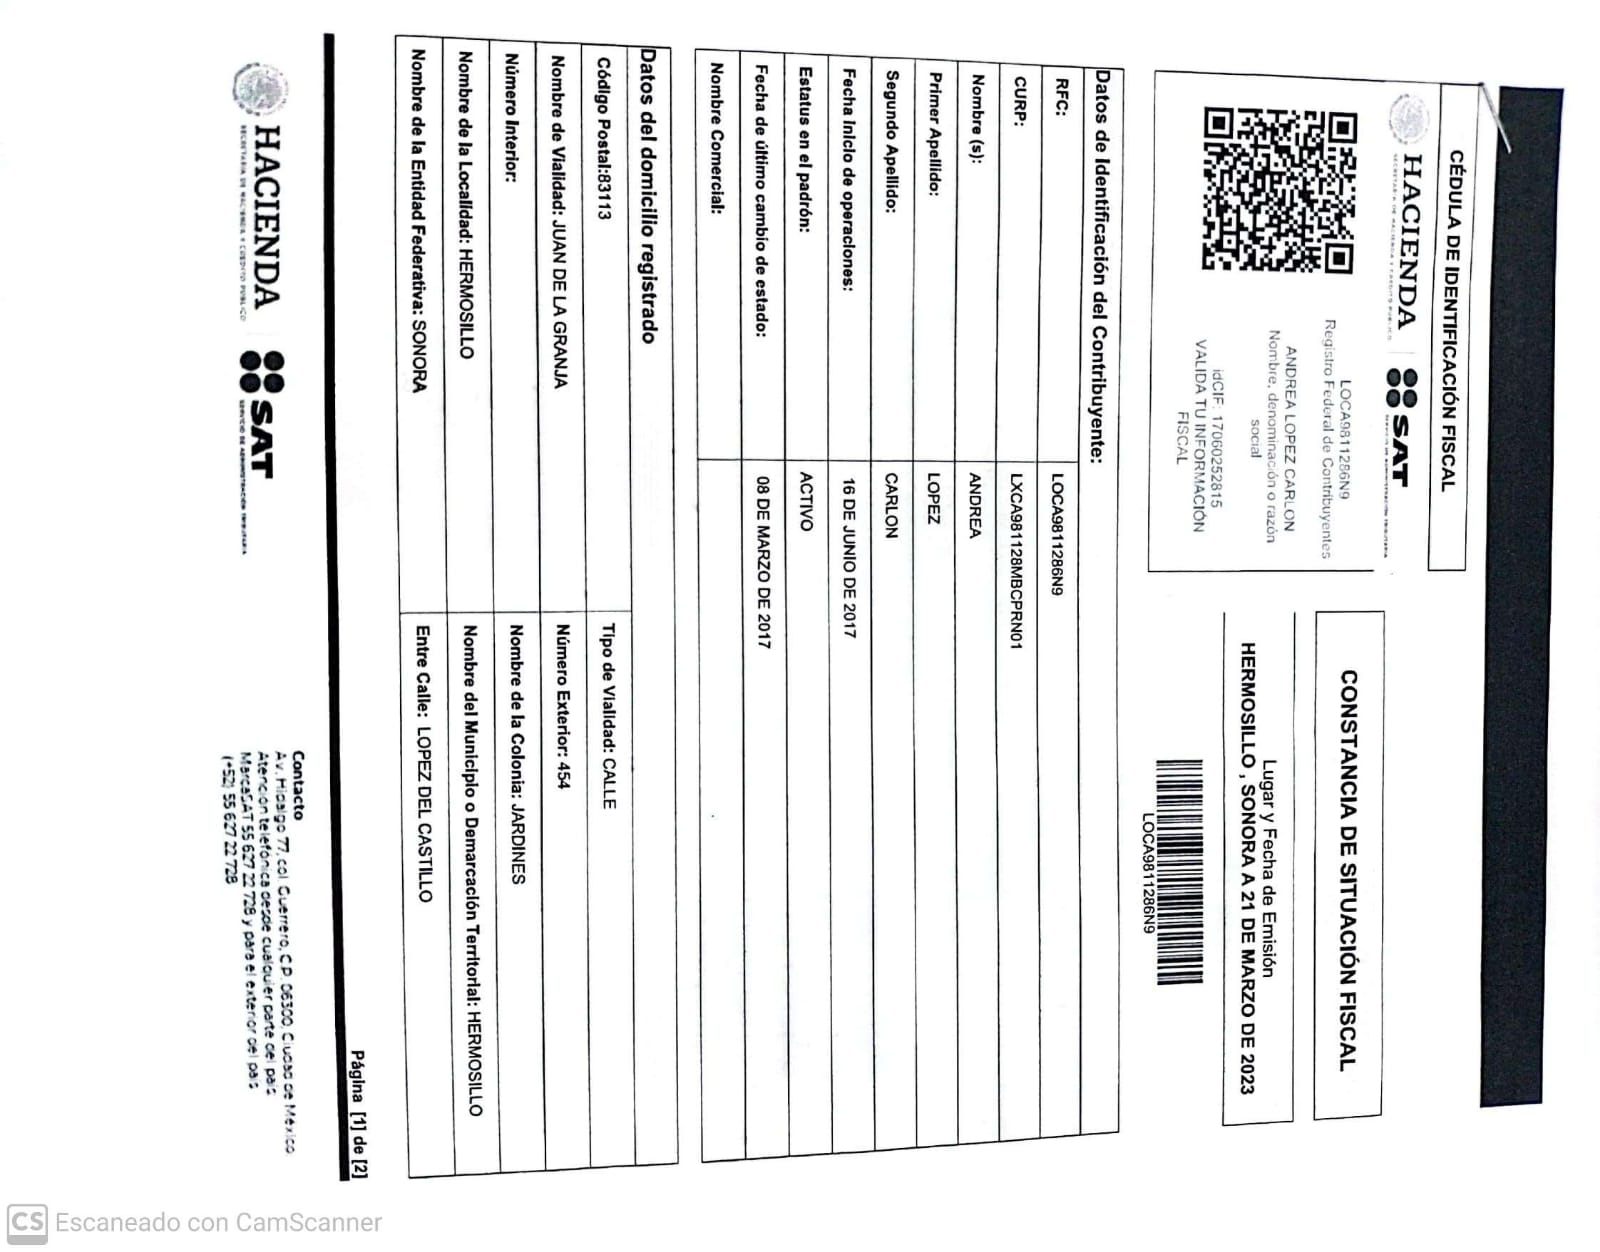 CÉDULA DE IDENTIFICACIÓN FISCAL
HACIENDA
SECRETARÍA DE HACIENDA Y CRÉDITO PÚBLICO
SAT
SERVICIO DE ADMINISTRACIÓN TRIBUTARIA
LOCA9811286N9
Registro Federal de Contribuyentes
ANDREA LOPEZ CARLON
Nombre, denominación o razón
social
idCIF: 17060252815
VALIDA TU INFORMACIÓN
FISCAL
CONSTANCIA DE SITUACIÓN FISCAL
Lugar y Fecha de Emisión
HERMOSILLO , SONORA A 21 DE MARZO DE 2023
LOCA9811286N9
Datos de Identificación del Contribuyente:
RFC: LOCA9811286N9
CURP: LXCA981128MBCPRN01
Nombre (s): ANDREA
Primer Apellido: LOPEZ
Segundo Apellido: CARLON
Fecha Inicio de operaciones: 16 DE JUNIO DE 2017
Estatus en el padrón: ACTIVO
Fecha de último cambio de estado: 08 DE MARZO DE 2017
Nombre Comercial:
Datos del domicilio registrado
Código Postal:83113 Tipo de Vialidad: CALLE
Nombre de Vialidad: JUAN DE LA GRANJA Número Exterior: 454
Número Interior: Nombre de la Colonia: JARDINES
Nombre de la Localidad: HERMOSILLO Nombre del Municipio o Demarcación Territorial: HERMOSILLO
Nombre de la Entidad Federativa: SONORA Entre Calle: LOPEZ DEL CASTILLO
Página [1] de [2]
HACIENDA
SECRETARÍA DE HACIENDA Y CRÉDITO PÚBLICO
SAT
SERVICIO DE ADMINISTRACIÓN TRIBUTARIA
Contacto
Av. Hidalgo 77, col. Guerrero, C.P. 06300, Ciudad de México
Atención telefónica desde cualquier parte del país
MarcaSAT 55 627 22 728 y para el exterior del país
(+52) 55 627 22 728
CS Escaneado con CamScanner